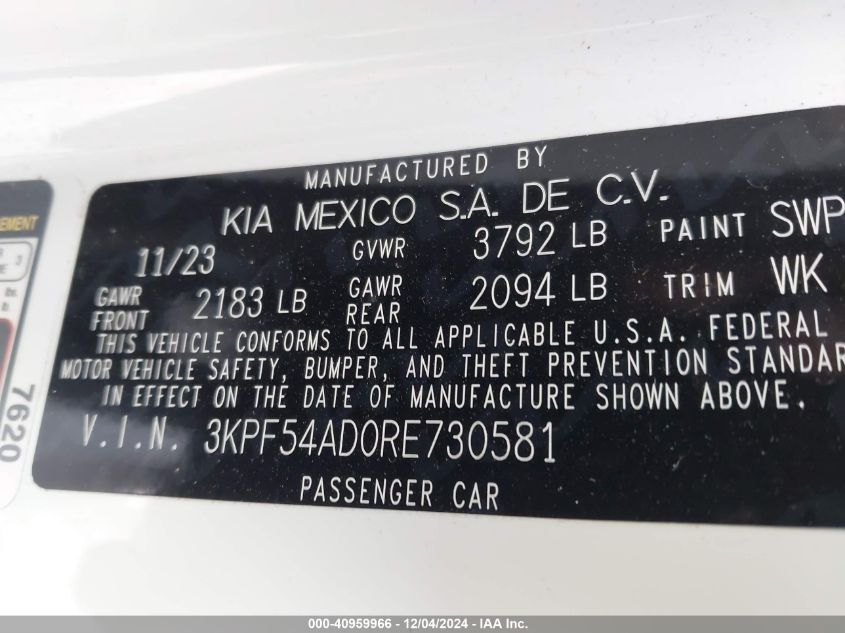 MANUFACTURED BY
KIA MEXICO S.A. DE C.V.
11/23 GVWR 3792 LB PAINT SWP
GAWR FRONT 2183 LB GAWR REAR 2094 LB TRIM WK
THIS VEHICLE CONFORMS TO ALL APPLICABLE U.S.A. FEDERAL
MOTOR VEHICLE SAFETY, BUMPER, AND THEFT PREVENTION STANDAR
IN EFFECT ON THE DATE OF MANUFACTURE SHOWN ABOVE.
V.I.N. 3KPF54AD0RE730581
PASSENGER CAR
EMENT
3
7620
000-40959966 - 12/04/2024 - IAA Inc.